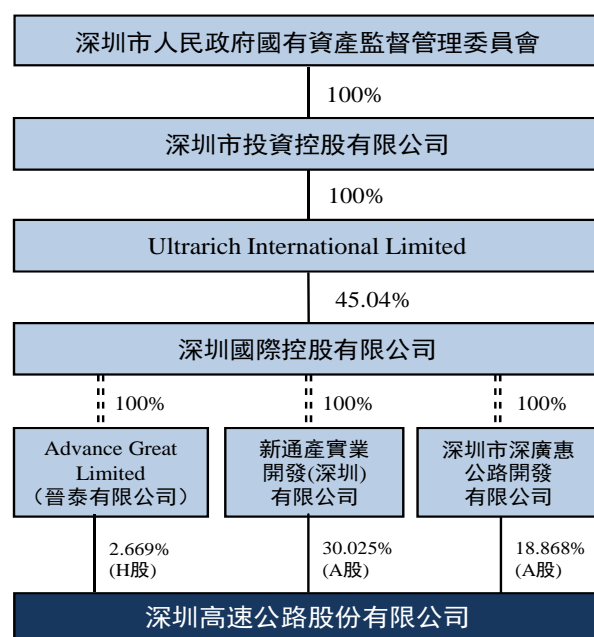 深圳市人民政府國有資產監督管理委員會
100%
深圳市投資控股有限公司
100%
Ultrarich International Limited
45.04%
深圳國際控股有限公司
100%
100%
100%
Advance Great
Limited
（晉泰有限公司）
新通產實業
開發(深圳)
有限公司
深圳市深廣惠
公路開發
有限公司
2.669%
(H股)
30.025%
(A股)
18.868%
(A股)
深圳高速公路股份有限公司